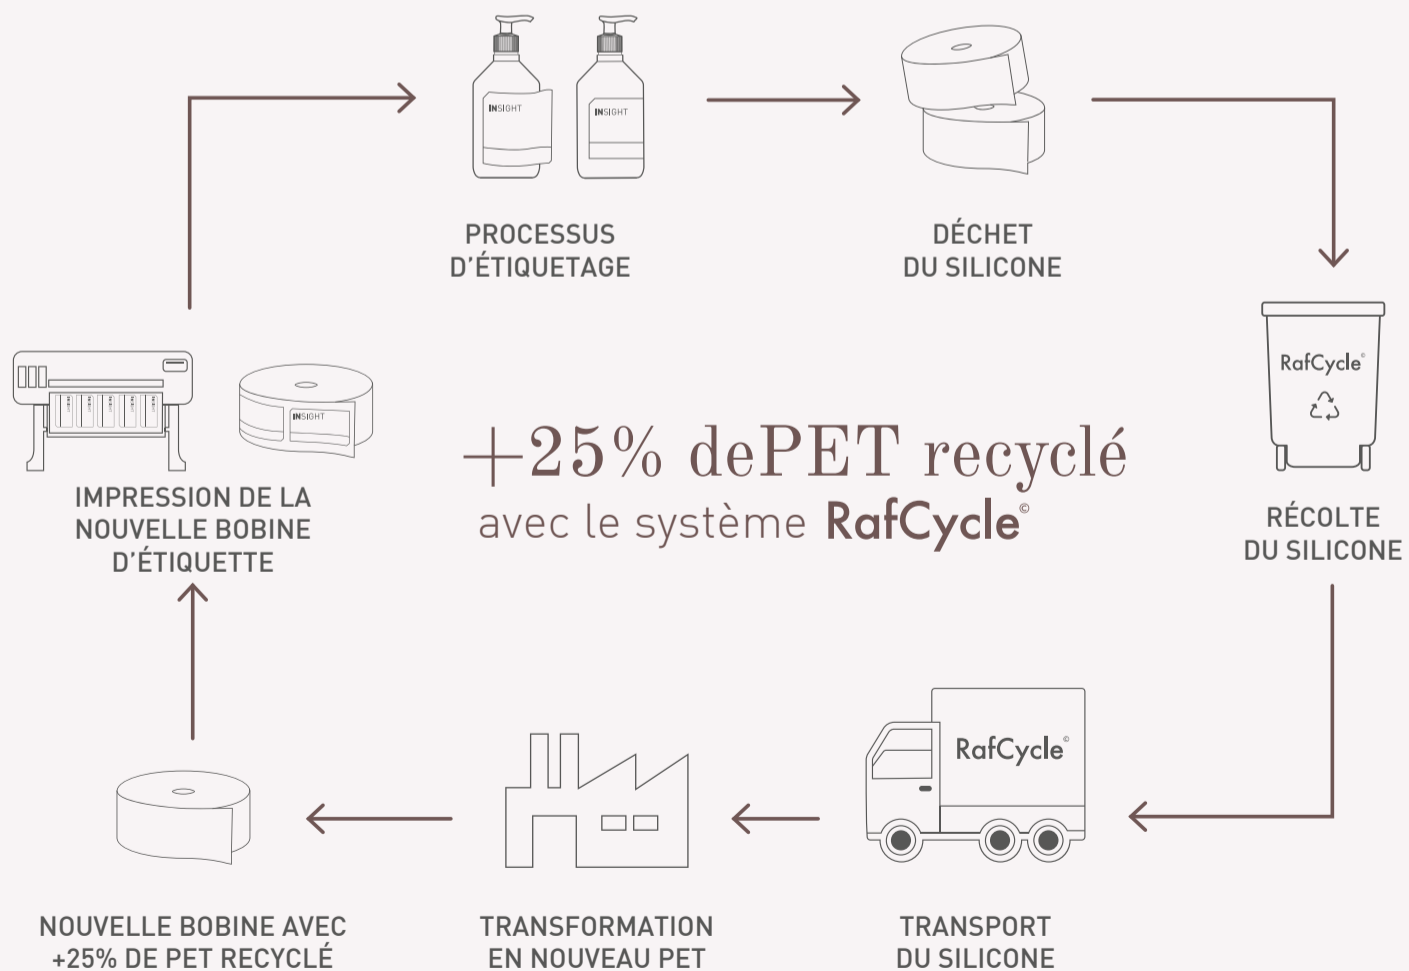 INSIGHT
INSIGHT
PROCESSUS
D'ÉTIQUETAGE
DÉCHET
DU SILICONE
RafCycle©
RÉCOLTE
DU SILICONE
INSIGHT
IMPRESSION DE LA
NOUVELLE BOBINE
D'ÉTIQUETTE
+25% dePET recyclé
avec le système RafCycle©
RafCycle©
NOUVELLE BOBINE AVEC
+25% DE PET RECYCLÉ
TRANSFORMATION
EN NOUVEAU PET
TRANSPORT
DU SILICONE